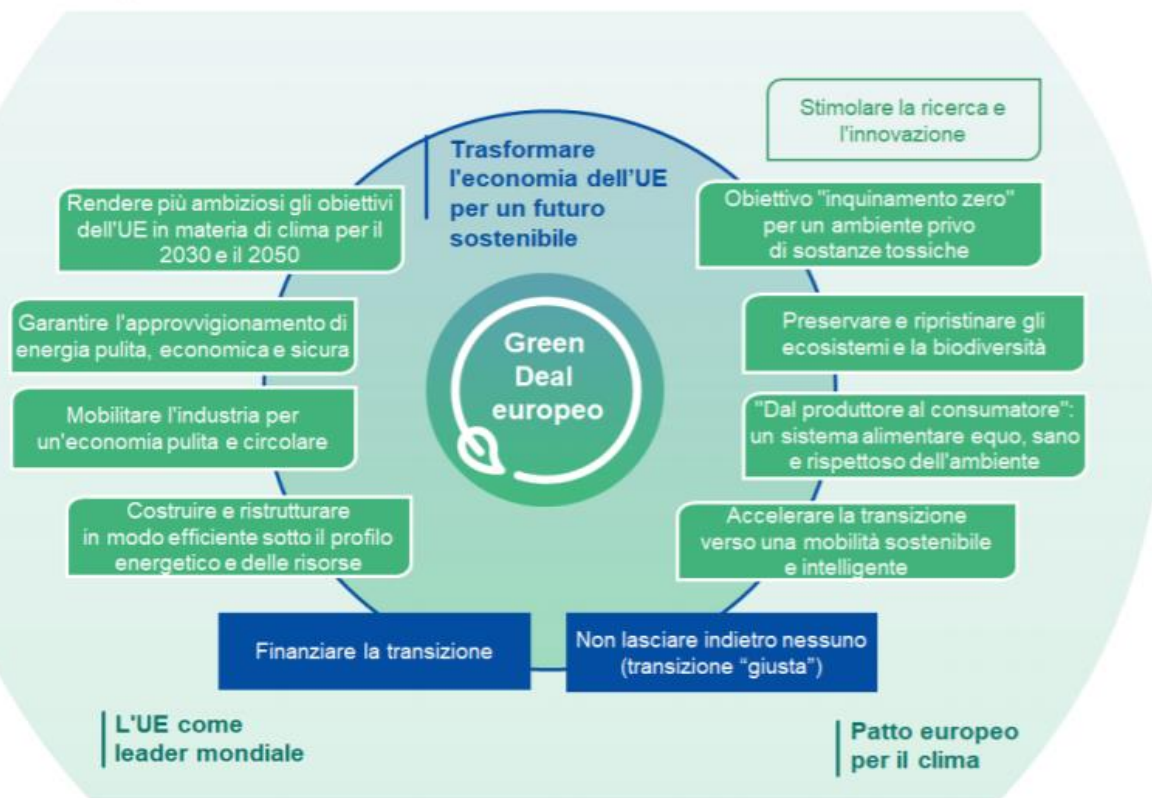 Stimolare la ricerca e
l'innovazione
Trasformare
l'economia dell'UE
per un futuro
sostenibile
Rendere più ambiziosi gli obiettivi
dell'UE in materia di clima per il
2030 e il 2050
Obiettivo "inquinamento zero"
per un ambiente privo
di sostanze tossiche
Garantire l'approvvigionamento di
energia pulita, economica e sicura
Preservare e ripristinare gli
ecosistemi e la biodiversità
Green
Deal
europeo
Mobilitare l'industria per
un'economia pulita e circolare
"Dal produttore al consumatore":
un sistema alimentare equo, sano
e rispettoso dell'ambiente
Costruire e ristrutturare
in modo efficiente sotto il profilo
energetico e delle risorse
Accelerare la transizione
verso una mobilità sostenibile
e intelligente
Finanziare la transizione
Non lasciare indietro nessuno
(transizione “giusta”)
L'UE come
leader mondiale
Patto europeo
per il clima